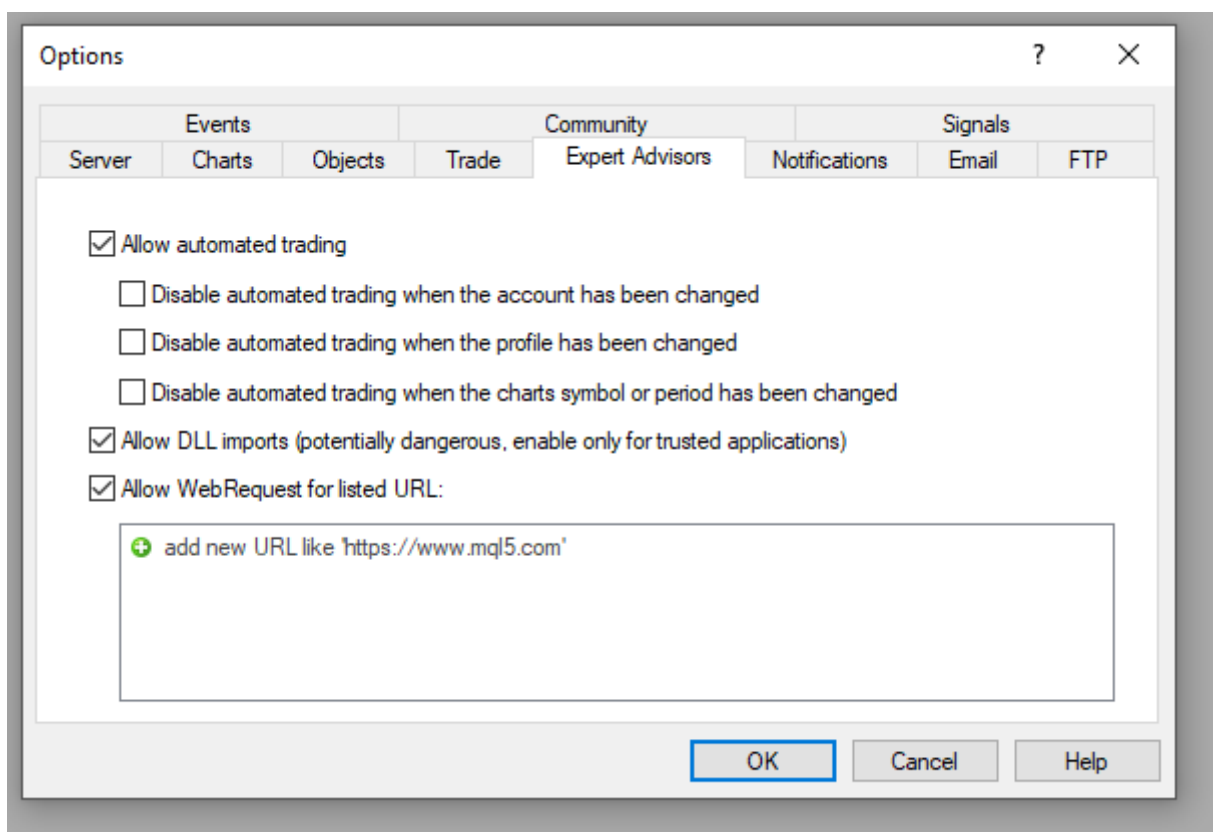 Options
?
Events Community Signals
Server Charts Objects Trade Expert Advisors Notifications Email FTP
Allow automated trading
Disable automated trading when the account has been changed
Disable automated trading when the profile has been changed
Disable automated trading when the charts symbol or period has been changed
Allow DLL imports (potentially dangerous, enable only for trusted applications)
Allow WebRequest for listed URL:
add new URL like 'https://www.mql5.com'
OK Cancel Help